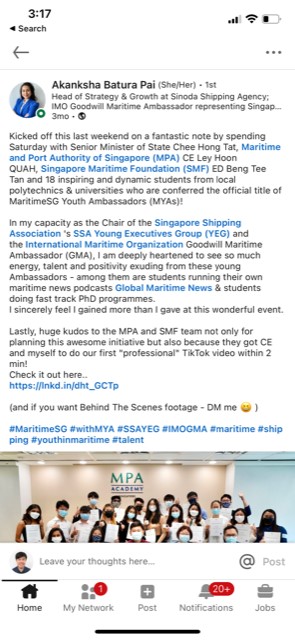 3:17
Search
Akanksha Batura Pai (She/Her) • 1st
Head of Strategy & Growth at Sinoda Shipping Agency;
IMO Goodwill Maritime Ambassador representing Singap...
3mo •
Kicked off this last weekend on a fantastic note by spending
Saturday with Senior Minister of State Chee Hong Tat, Maritime
and Port Authority of Singapore (MPA) CE Ley Hoon
QUAH, Singapore Maritime Foundation (SMF) ED Beng Tee
Tan and 18 inspiring and dynamic students from local
polytechnics & universities who are conferred the official title of
MaritimeSG Youth Ambassadors (MYAs)!
In my capacity as the Chair of the Singapore Shipping
Association 's SSA Young Executives Group (YEG) and
the International Maritime Organization Goodwill Maritime
Ambassador (GMA), I am deeply heartened to see so much
energy, talent and positivity exuding from these young
Ambassadors - among them are students running their own
maritime news podcasts Global Maritime News & students
doing fast track PhD programmes.
I sincerely feel I gained more than I gave at this wonderful event.
Lastly, huge kudos to the MPA and SMF team not only for
planning this awesome initiative but also because they got CE
and myself to do our first "professional" TikTok video within 2
min!
Check it out here..
https://lnkd.in/dht_GCTp
(and if you want Behind The Scenes footage - DM me 😄 )
#MaritimeSG #withMYA #SSAYEG #IMOGMA #maritime #ship
ping #youthinmaritime #talent
MPA
ACADEMY
Leave your thoughts here...
@ Post
1
20+
Home My Network Post Notifications Jobs